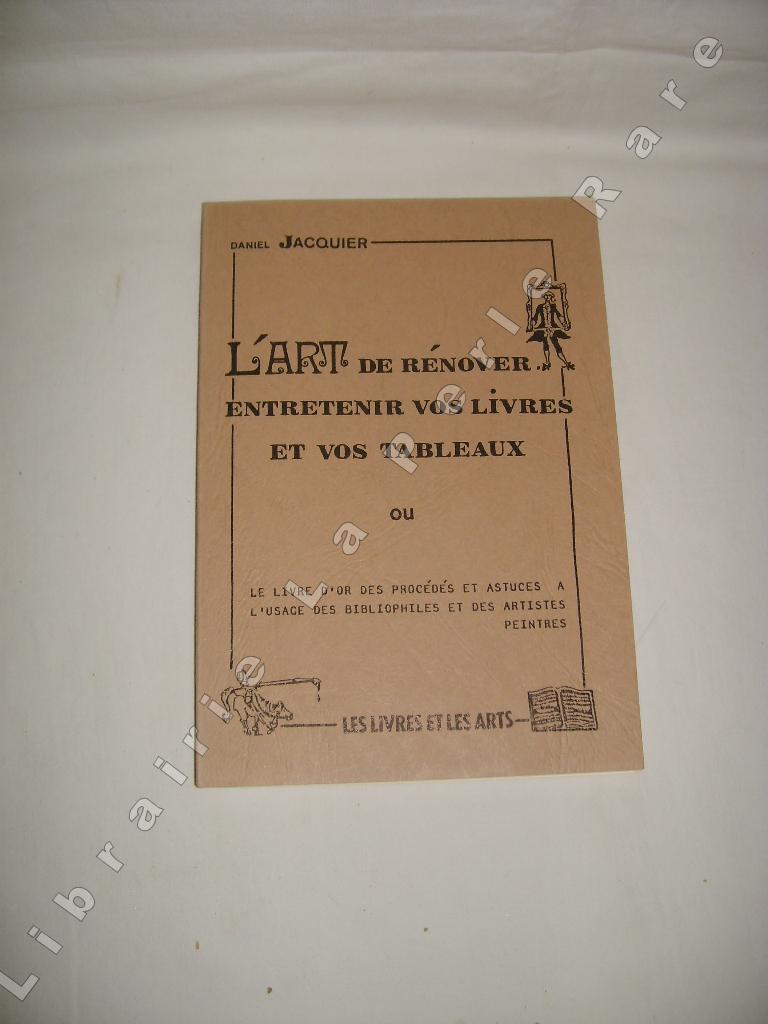 DANIEL JACQUIER
L'ART DE RÉNOVER
ENTRETENIR VOS LIVRES
ET VOS TABLEAUX
OU
LE LIVRE D'OR DES PROCÉDÉS ET ASTUCES A
L'USAGE DES BIBLIOPHILES ET DES ARTISTES
PEINTRES
LES LIVRES ET LES ARTS
Librairie La Perle Rare